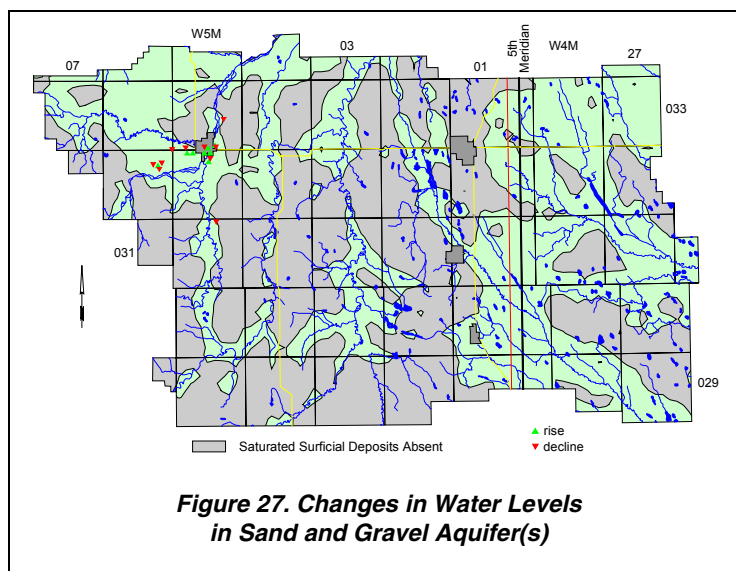 07
W5M
03
01
5th
Meridian
W4M
27
033
031
029
Saturated Surficial Deposits Absent
rise
decline
Figure 27. Changes in Water Levels
in Sand and Gravel Aquifer(s)